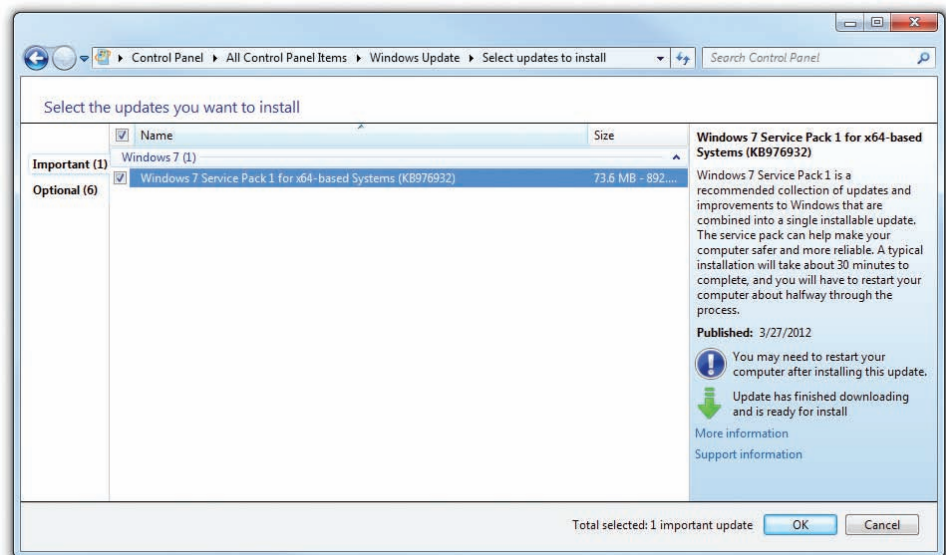 Control Panel ▸ All Control Panel Items ▸ Windows Update ▸ Select updates to install
Search Control Panel
Select the updates you want to install
Name Size
Important (1)
Optional (6)
Windows 7 (1)
Windows 7 Service Pack 1 for x64-based Systems (KB976932) 73.6 MB - 892....
Windows 7 Service Pack 1 for x64-based
Systems (KB976932)
Windows 7 Service Pack 1 is a
recommended collection of updates and
improvements to Windows that are
combined into a single installable update.
The service pack can help make your
computer safer and more reliable. A typical
installation will take about 30 minutes to
complete, and you will have to restart your
computer about halfway through the
process.
Published: 3/27/2012
You may need to restart your
computer after installing this update.
Update has finished downloading
and is ready for install
More information
Support information
Total selected: 1 important update OK Cancel